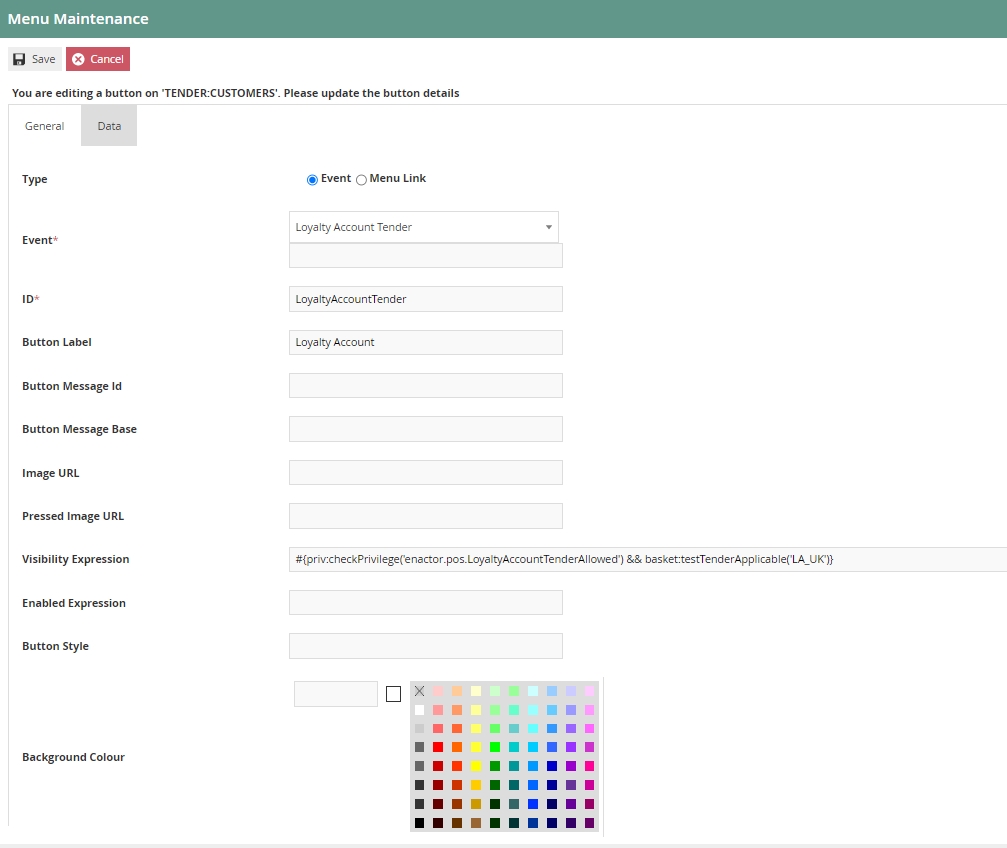 Menu Maintenance
Save Cancel
You are editing a button on 'TENDER:CUSTOMERS'. Please update the button details
General Data
Type Event Menu Link
Event* Loyalty Account Tender
ID* LoyaltyAccountTender
Button Label Loyalty Account
Button Message Id
Button Message Base
Image URL
Pressed Image URL
Visibility Expression #{priv:checkPrivilege('enactor.pos.LoyaltyAccountTenderAllowed') && basket:testTenderApplicable('LA_UK')}
Enabled Expression
Button Style
Background Colour